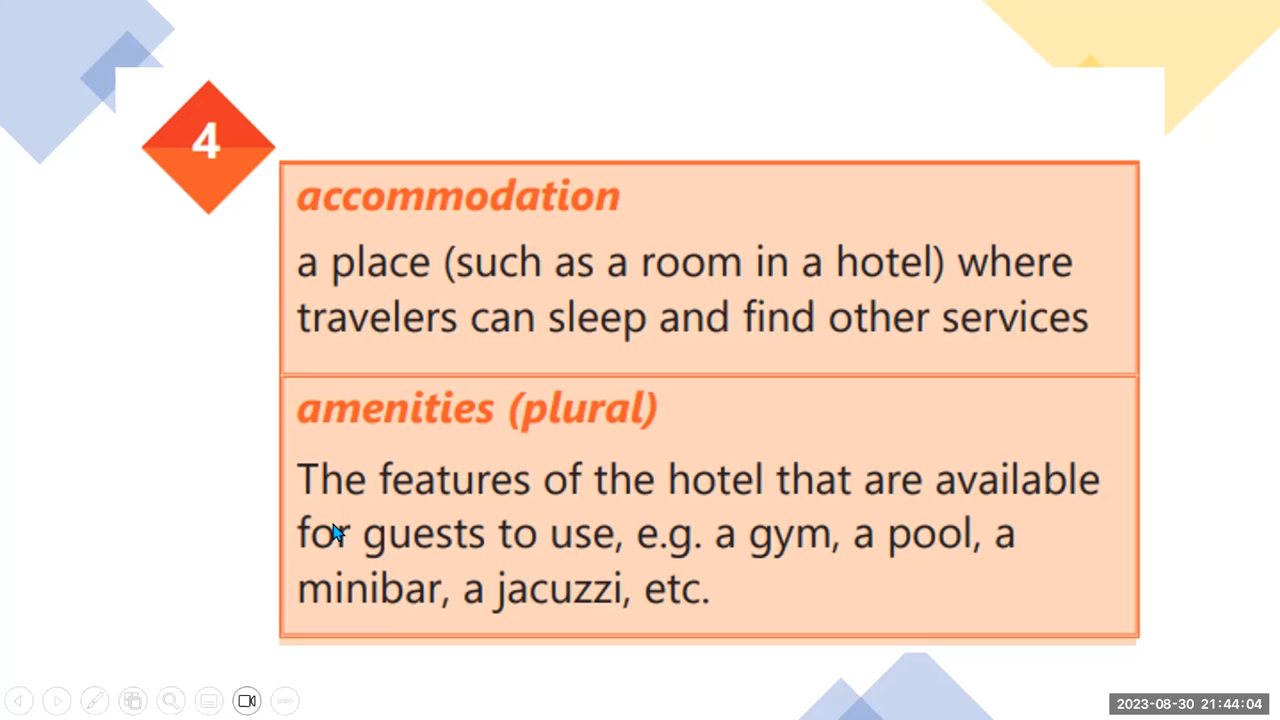 4
accommodation
a place (such as a room in a hotel) where
travelers can sleep and find other services
amenities (plural)
The features of the hotel that are available
for guests to use, e.g. a gym, a pool, a
minibar, a jacuzzi, etc.
2023-08-30 21:44:04